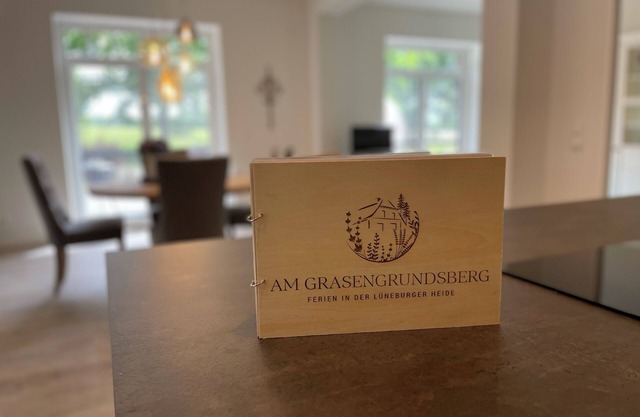 AM GRASENGRUNDSBERG
FERIEN IN DER LÜNEBURGER HEIDE